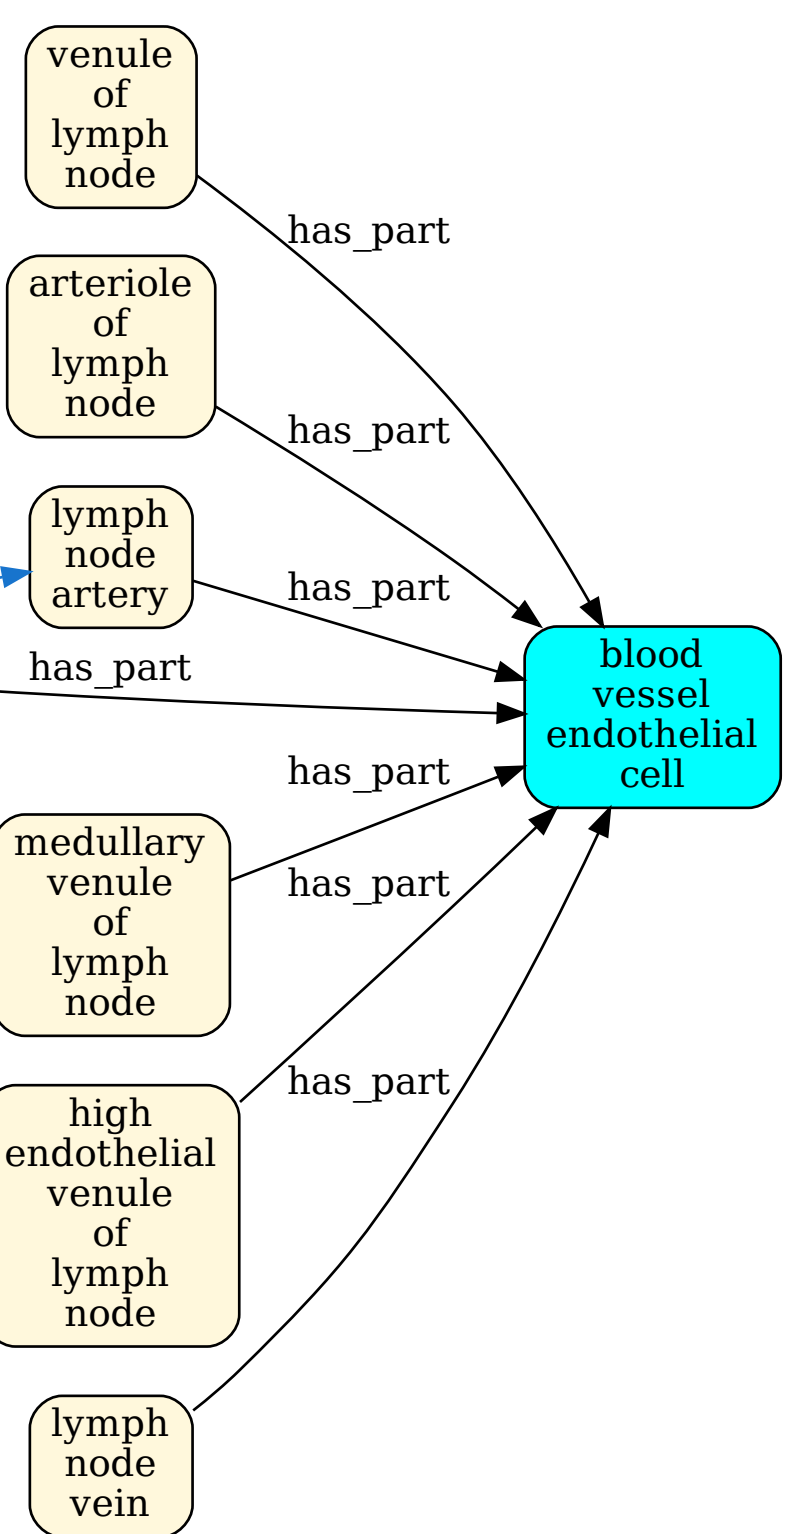 venule
of
lymph
node
has_part
arteriole
of
lymph
node
has_part
lymph
node
artery
has_part
has_part
blood
vessel
endothelial
cell
has_part
medullary
venule
of
lymph
node
has_part
high
endothelial
venule
of
lymph
node
has_part
lymph
node
vein